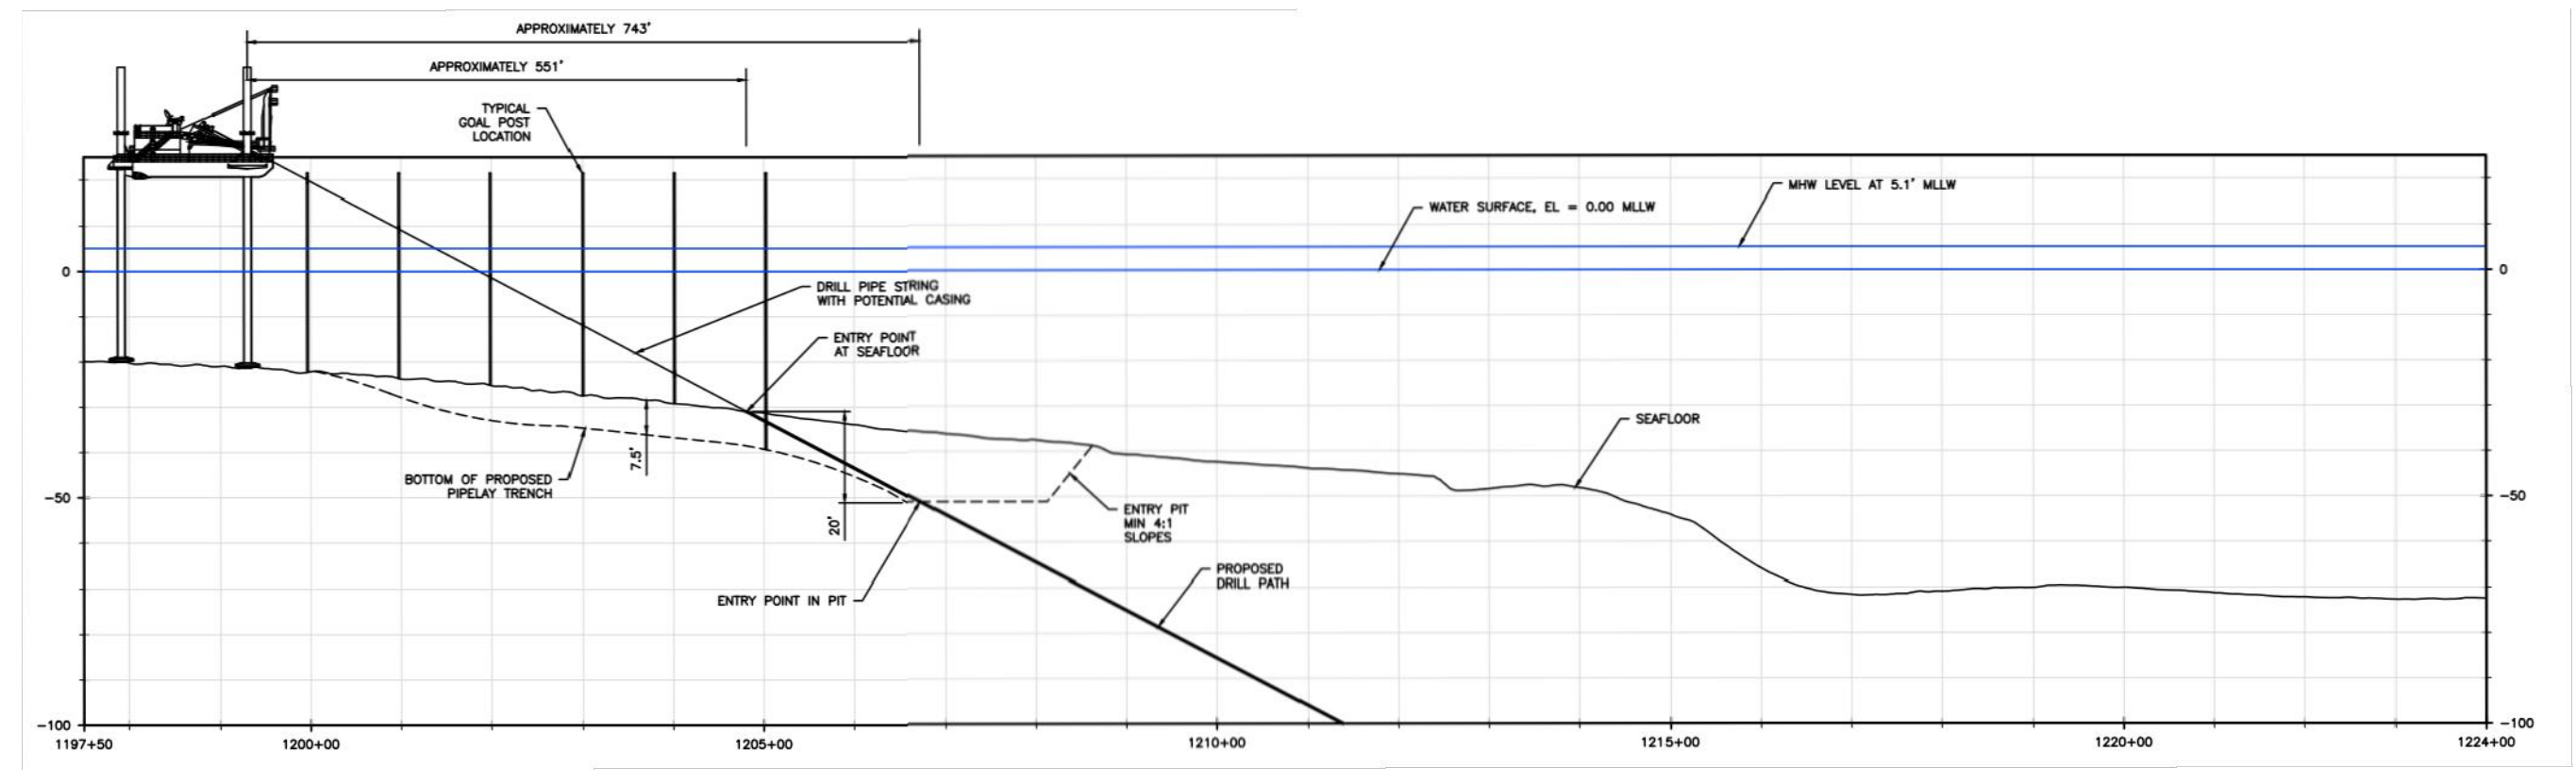 APPROXIMATELY 743'
APPROXIMATELY 551'
TYPICAL
GOAL POST
LOCATION
MHW LEVEL AT 5.1' MLLW
WATER SURFACE, EL = 0.00 MLLW
0
0
DRILL PIPE STRING
WITH POTENTIAL CASING
ENTRY POINT
AT SEAFLOOR
SEAFLOOR
7.5'
BOTTOM OF PROPOSED
PIPELAY TRENCH
-50
-50
20'
ENTRY PIT
MIN 4:1
SLOPES
PROPOSED
DRILL PATH
ENTRY POINT IN PIT
-100
-100
1197+50
1200+00
1205+00
1210+00
1215+00
1220+00
1224+00